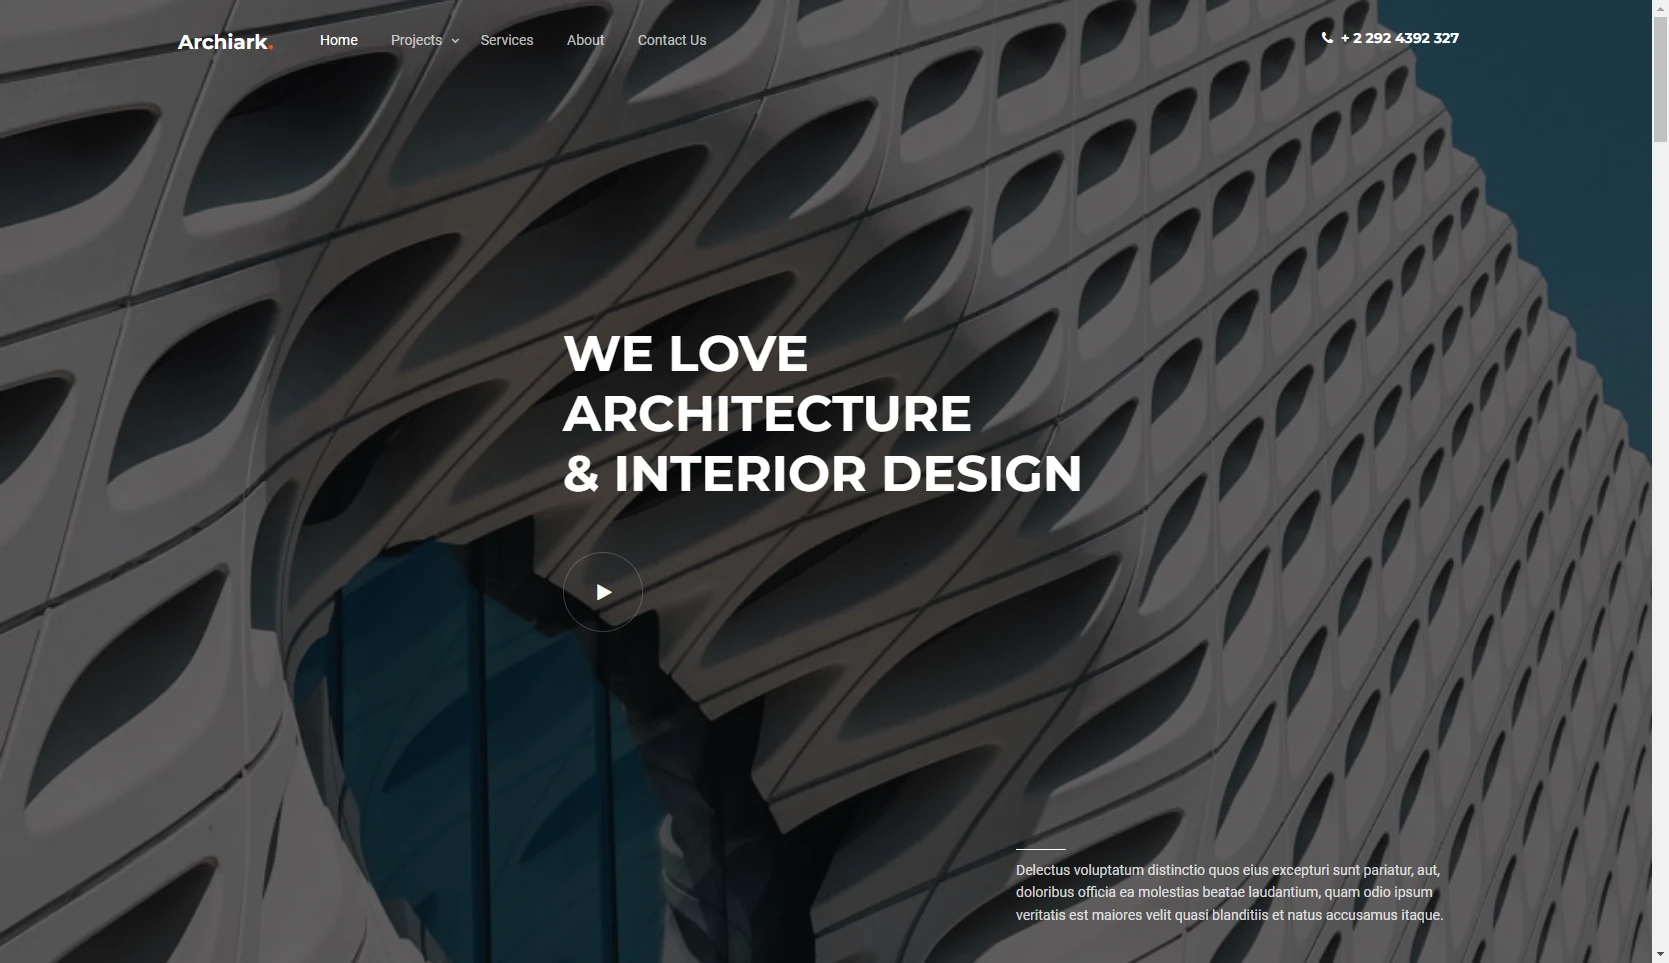 Archiark.
Home
Projects
Services
About
Contact Us
+ 2 292 4392 327
WE LOVE
ARCHITECTURE
& INTERIOR DESIGN
Delectus voluptatum distinctio quos eius excepturi sunt pariatur, aut,
doloribus officia ea molestias beatae laudantium, quam odio ipsum
veritatis est maiores velit quasi blanditiis et natus accusamus itaque.